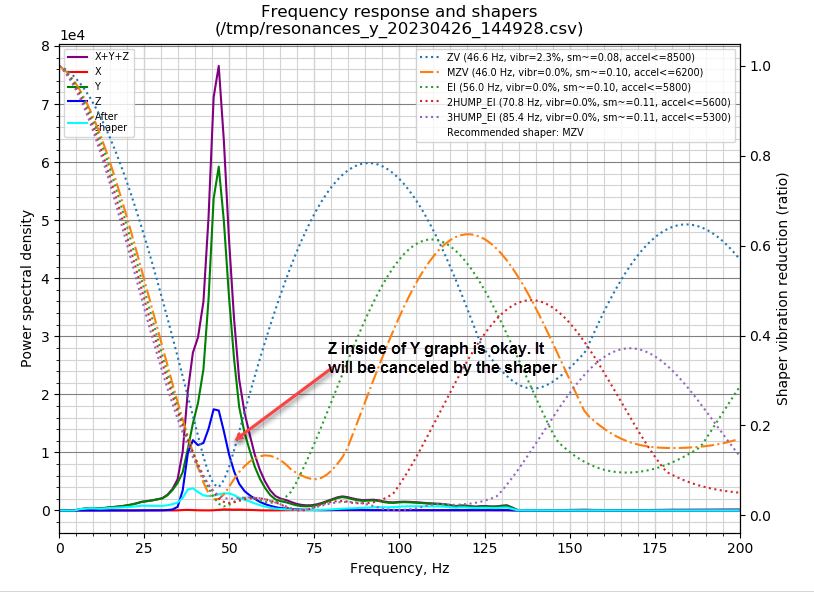 Frequency response and shapers
(/tmp/resonances_y_20230426_144928.csv)
1e4
8
7
6
5
4
3
2
1
0
Power spectral density
X+Y+Z
X
Y
Z
After
shaper
ZV (46.6 Hz, vibr=2.3%, sm~=0.08, accel<=8500)
MZV (46.0 Hz, vibr=0.0%, sm~=0.10, accel<=6200)
EI (56.0 Hz, vibr=0.0%, sm~=0.10, accel<=5800)
2HUMP_EI (70.8 Hz, vibr=0.0%, sm~=0.11, accel<=5600)
3HUMP_EI (85.4 Hz, vibr=0.0%, sm~=0.11, accel<=5300)
Recommended shaper: MZV
Z inside of Y graph is okay. It
will be canceled by the shaper
1.0
0.8
0.6
0.4
0.2
0.0
Shaper vibration reduction (ratio)
0 25 50 75 100 125 150 175 200
Frequency, Hz